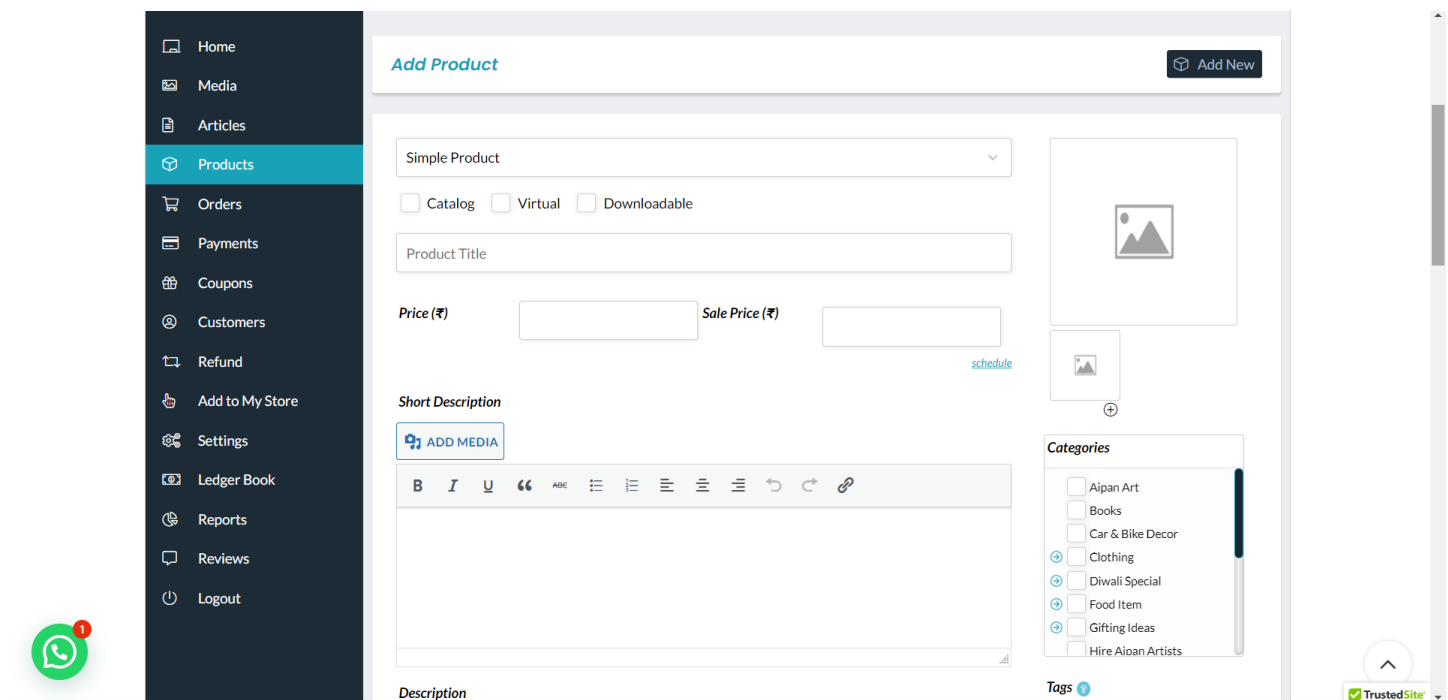 Home
Media
Articles
Products
Orders
Payments
Coupons
Customers
Refund
Add to My Store
Settings
Ledger Book
Reports
Reviews
Logout
1
Add Product
Add New
Simple Product
Catalog Virtual Downloadable
Product Title
Price (₹) Sale Price (₹)
schedule
Short Description
ADD MEDIA
B I U ABC
Description
Categories
Aipan Art
Books
Car & Bike Decor
Clothing
Diwali Special
Food Item
Gifting Ideas
Hire Aipan Artists
Tags ?
TrustedSite